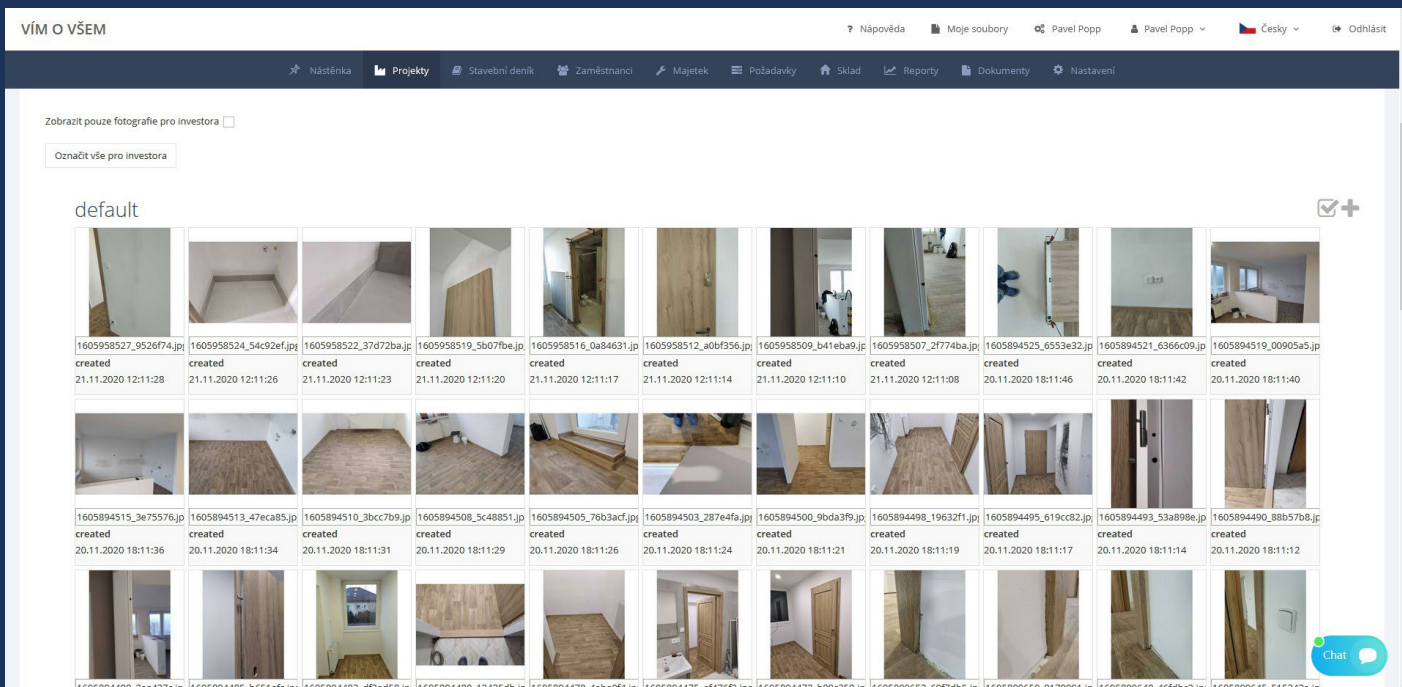 VÍM O VŠEM
? Nápověda Moje soubory Pavel Popp Pavel Popp Česky Odhlásit
Nástěnka Projekty Stavební deník Zaměstnanci Majetek Požadavky Sklad Reporty Dokumenty Nastavení
Zobrazit pouze fotografie pro investora
Označit vše pro investora
default
1605958527_9526f74.jpg 1605958524_54c92ef.jpg 1605958522_37d72ba.jp 1605958519_5b07fbe.jp 1605958516_0a84631.jp 1605958512_a0bf356.jp 1605958509_b41eba9.jp 1605958507_2f774ba.jp 1605894525_6553e32.jp 1605894521_6366c09.jp 1605894519_00905a5.jp
created created created created created created created created created created created
21.11.2020 12:11:28 21.11.2020 12:11:26 21.11.2020 12:11:23 21.11.2020 12:11:20 21.11.2020 12:11:17 21.11.2020 12:11:14 21.11.2020 12:11:10 21.11.2020 12:11:08 20.11.2020 18:11:46 20.11.2020 18:11:42 20.11.2020 18:11:40
1605894515_3e75576.jp 1605894513_47eca85.jp 1605894510_3bcc7b9.jp 1605894508_5c48851.jp 1605894505_76b3acf.jp 1605894503_287e4fa.jp 1605894500_9bda3f9.jp 1605894498_19632f1.jp 1605894495_619cc82.jp 1605894493_53a898e.jp 1605894490_88b57b8.jp
created created created created created created created created created created created
20.11.2020 18:11:36 20.11.2020 18:11:34 20.11.2020 18:11:31 20.11.2020 18:11:29 20.11.2020 18:11:26 20.11.2020 18:11:24 20.11.2020 18:11:21 20.11.2020 18:11:19 20.11.2020 18:11:17 20.11.2020 18:11:14 20.11.2020 18:11:12
Chat